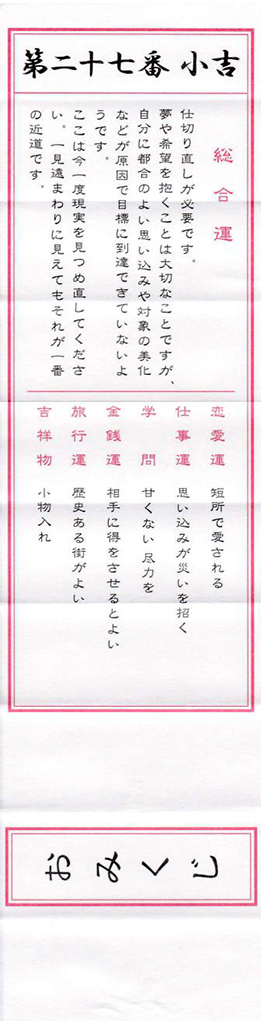 第二十七番 小吉
総合運
仕切り直しが必要です。
夢や希望を抱くことは大切なことですが、
自分に都合のよい思い込みや対象の美化
などが原因で目標に到達できていないよ
うです。
ここは今一度現実を見つめ直してくださ
い。一見遠まわりに見えてもそれが一番
の近道です。
恋愛運 短所で愛される
仕事運 思い込みが災いを招く
学問 甘くない 尽力を
金銭運 相手に得をさせるとよい
旅行運 歴史ある街がよい
吉祥物 小物入れ
おみくじ